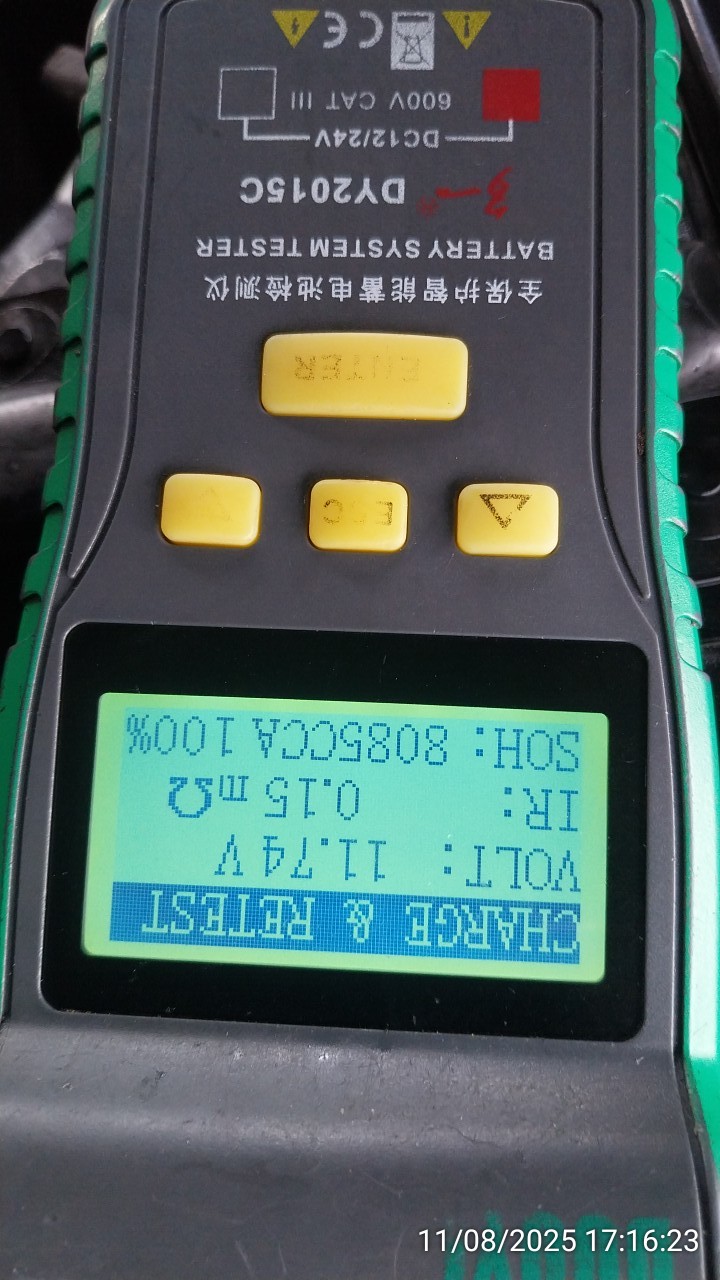 CHARGE & RETEST
VOLT: 11.74 V
IR: 0.15 mΩ
SOH: 8085CCA 100%
ESC
ENTER
全保护智能蓄电池检测仪
BATTERY SYSTEM TESTER
DY2015C
DC12/24V
600V CAT III
CE
11/08/2025 17:16:23